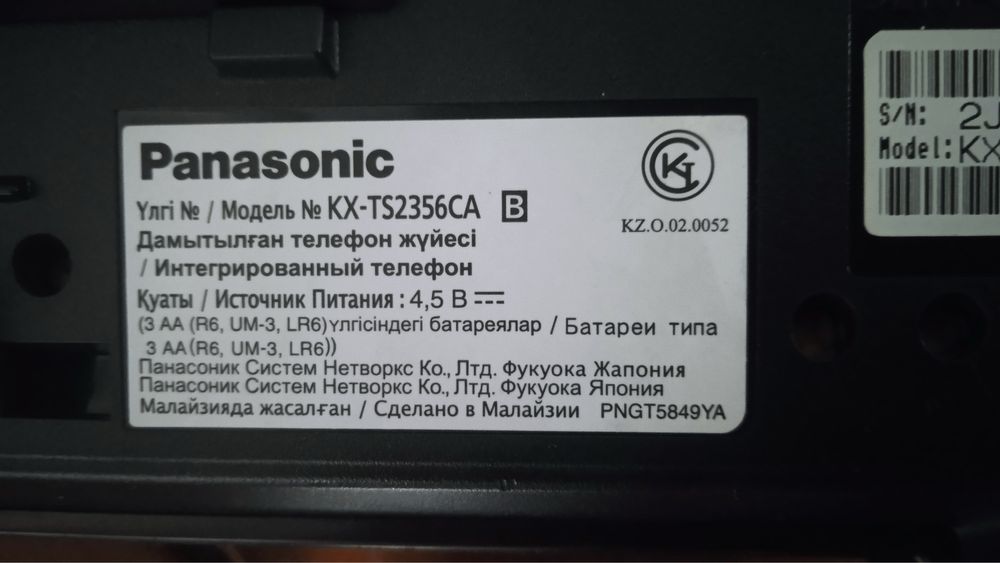 Panasonic
Үлгі № / Модель № KX-TS2356CA B
Дамытылған телефон жүйесі
/ Интегрированный телефон
Қуаты / Источник Питания : 4,5 В
(3 АА (R6, UM-3, LR6)үлгісіндегі батареялар / Батареи типа
3 АА(R6, UM-3, LR6))
Панасоник Систем Нетворкс Ко., Лтд. Фукуока Жапония
Панасоник Систем Нетворкс Ко., Лтд. Фукуока Япония
Малайзияда жасалған / Сделано в Малайзии PNGT5849YA
KZ.O.02.0052
S/N: 2J
Model: KX